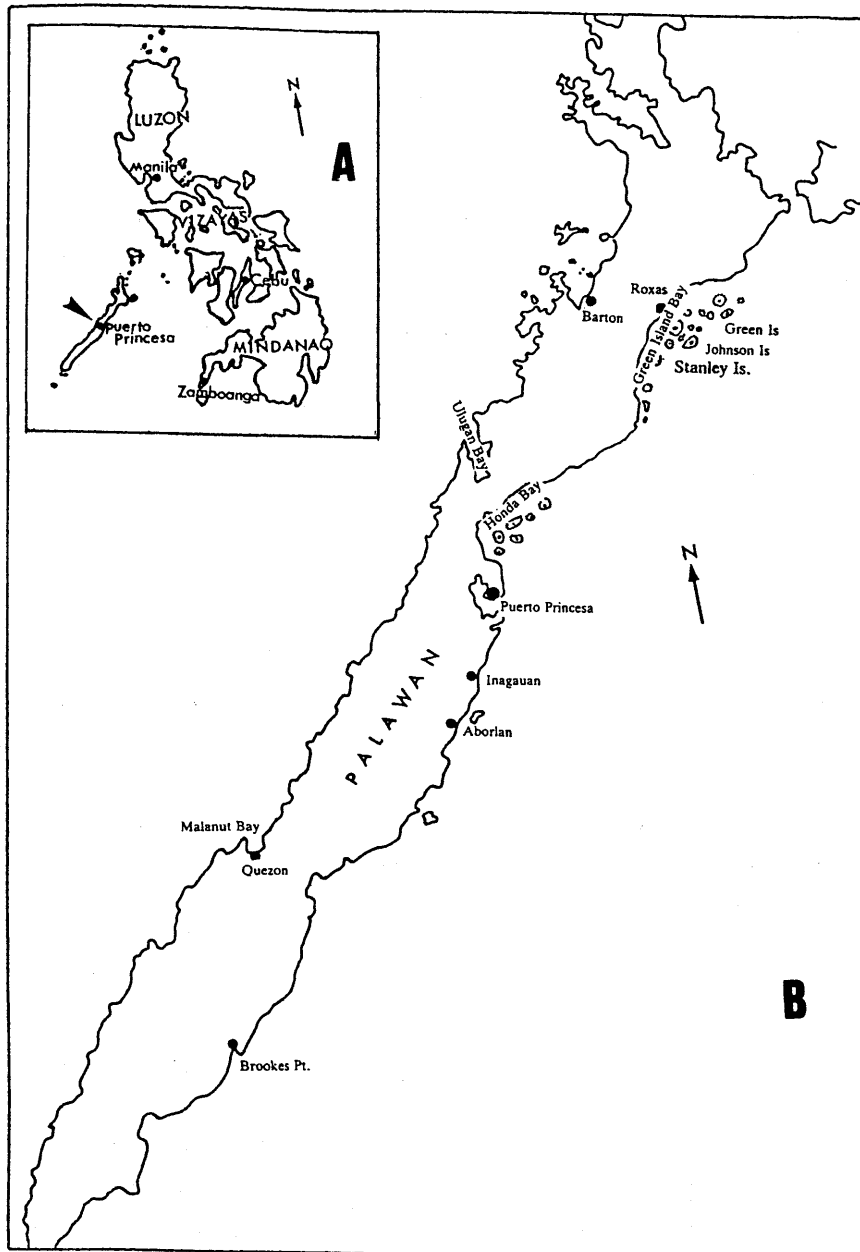 N
LUZON
A
Manila
VIZAYAS
Cebu
Puerto
Princesa
MINDANAO
Zamboanga
Roxas
Barton
Green Island Bay
Green Is
Johnson Is
Stanley Is.
Ulugan Bay
Honda Bay
N
Puerto Princesa
PALAWAN
Inagauan
Aborlan
Malanut Bay
Quezon
B
Brookes Pt.